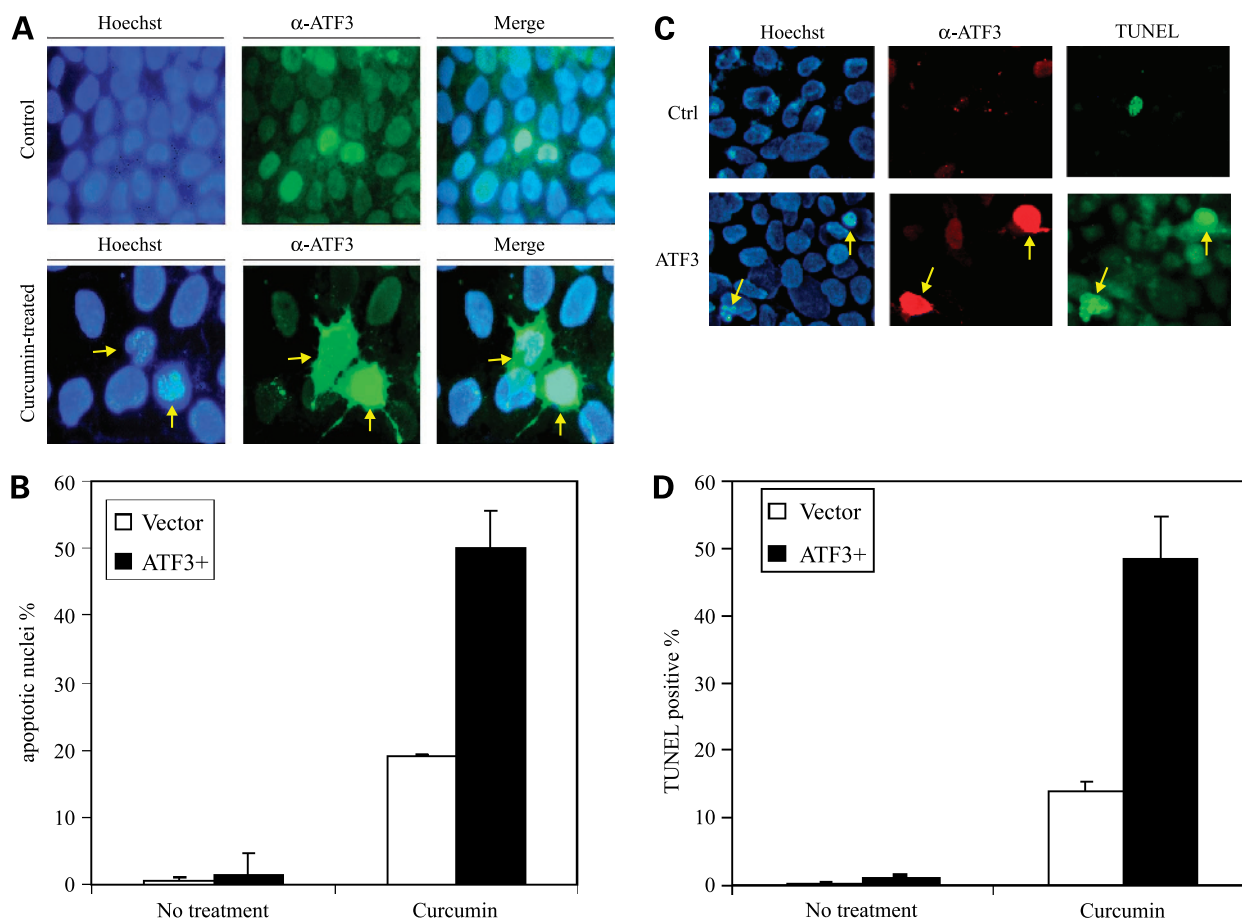 A
Hoechst
α-ATF3
Merge
Control
Hoechst
α-ATF3
Merge
Curcumin-treated
C
Hoechst
α-ATF3
TUNEL
Ctrl
ATF3
B
60
50
40
30
20
10
0
apoptotic nuclei %
Vector
ATF3+
No treatment
Curcumin
D
60
50
40
30
20
10
0
TUNEL positive %
Vector
ATF3+
No treatment
Curcumin